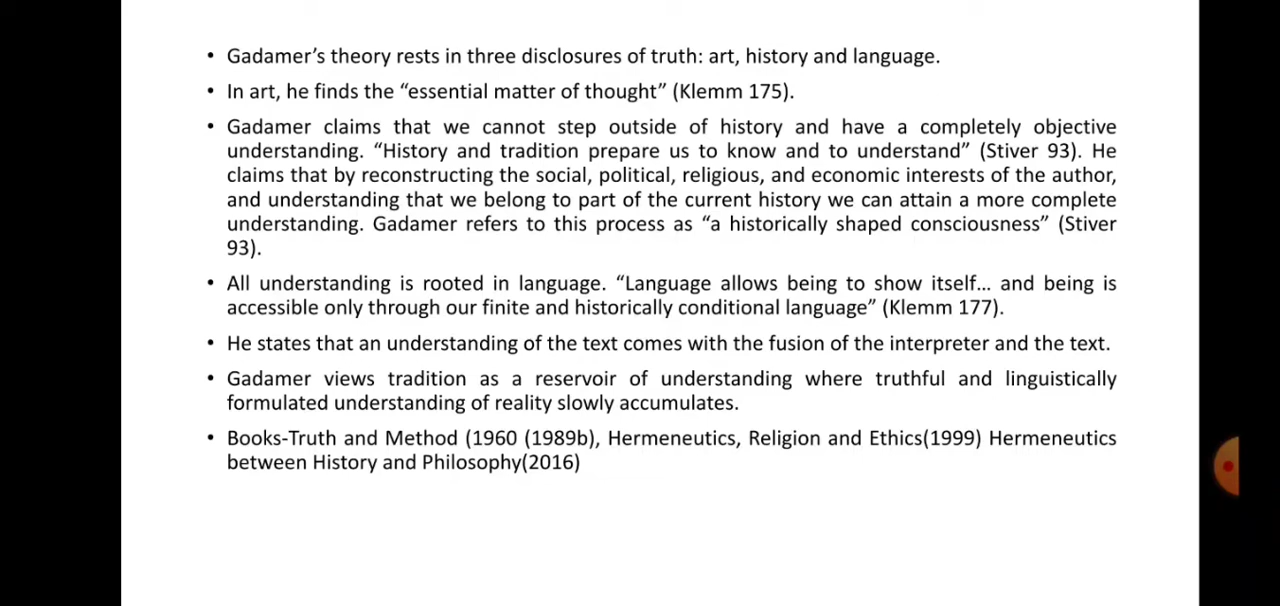 • Gadamer’s theory rests in three disclosures of truth: art, history and language.
• In art, he finds the “essential matter of thought” (Klemm 175).
• Gadamer claims that we cannot step outside of history and have a completely objective
understanding. “History and tradition prepare us to know and to understand” (Stiver 93). He
claims that by reconstructing the social, political, religious, and economic interests of the author,
and understanding that we belong to part of the current history we can attain a more complete
understanding. Gadamer refers to this process as “a historically shaped consciousness” (Stiver
93).
• All understanding is rooted in language. “Language allows being to show itself… and being is
accessible only through our finite and historically conditional language” (Klemm 177).
• He states that an understanding of the text comes with the fusion of the interpreter and the text.
• Gadamer views tradition as a reservoir of understanding where truthful and linguistically
formulated understanding of reality slowly accumulates.
• Books-Truth and Method (1960 (1989b), Hermeneutics, Religion and Ethics(1999) Hermeneutics
between History and Philosophy(2016)